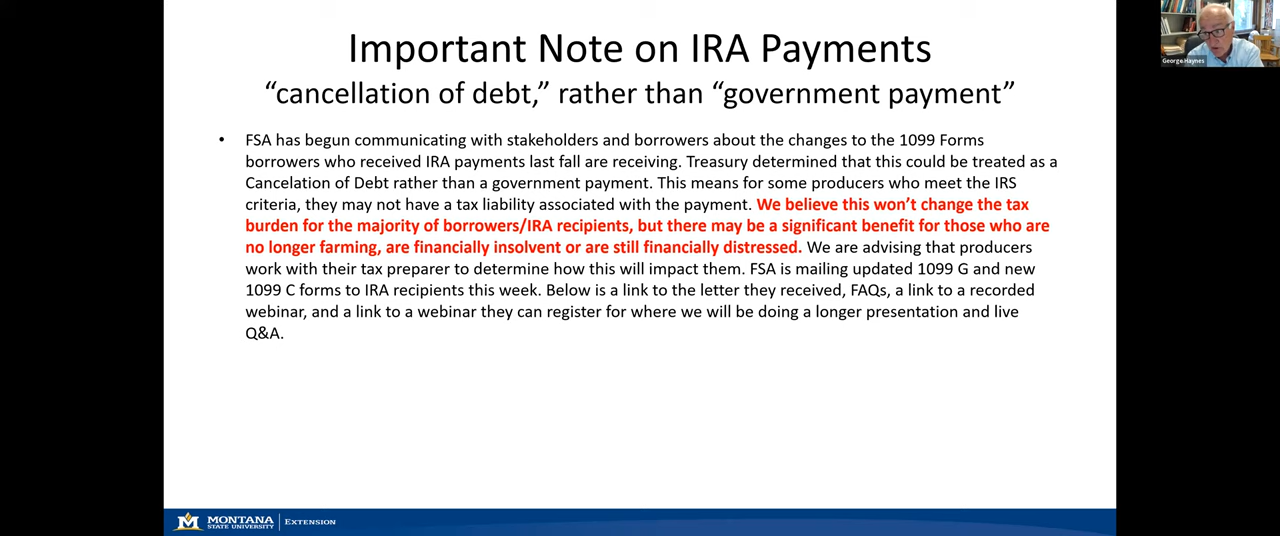 Important Note on IRA Payments
“cancellation of debt,” rather than “government payment”
• FSA has begun communicating with stakeholders and borrowers about the changes to the 1099 Forms
borrowers who received IRA payments last fall are receiving. Treasury determined that this could be treated as a
Cancelation of Debt rather than a government payment. This means for some producers who meet the IRS
criteria, they may not have a tax liability associated with the payment. We believe this won’t change the tax
burden for the majority of borrowers/IRA recipients, but there may be a significant benefit for those who are
no longer farming, are financially insolvent or are still financially distressed. We are advising that producers
work with their tax preparer to determine how this will impact them. FSA is mailing updated 1099 G and new
1099 C forms to IRA recipients this week. Below is a link to the letter they received, FAQs, a link to a recorded
webinar, and a link to a webinar they can register for where we will be doing a longer presentation and live
Q&A.
George Haynes
M MONTANA
STATE UNIVERSITY
EXTENSION